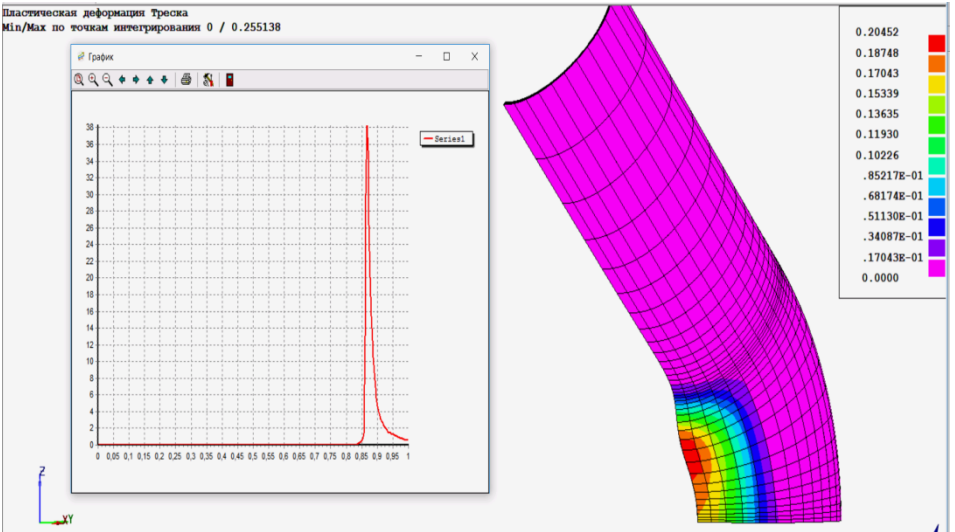 Пластическая деформация Треска
Min/Max по точкам интегрирования 0 / 0.255138
График
Series1
38
36
34
32
30
28
26
24
22
20
18
16
14
12
10
8
6
4
2
0
0 0,05 0,1 0,15 0,2 0,25 0,3 0,35 0,4 0,45 0,5 0,55 0,6 0,65 0,7 0,75 0,8 0,85 0,9 0,95 1
0.20452
0.18748
0.17043
0.15339
0.13635
0.11930
0.10226
.85217E-01
.68174E-01
.51130E-01
.34087E-01
.17043E-01
0.0000
Z
XY